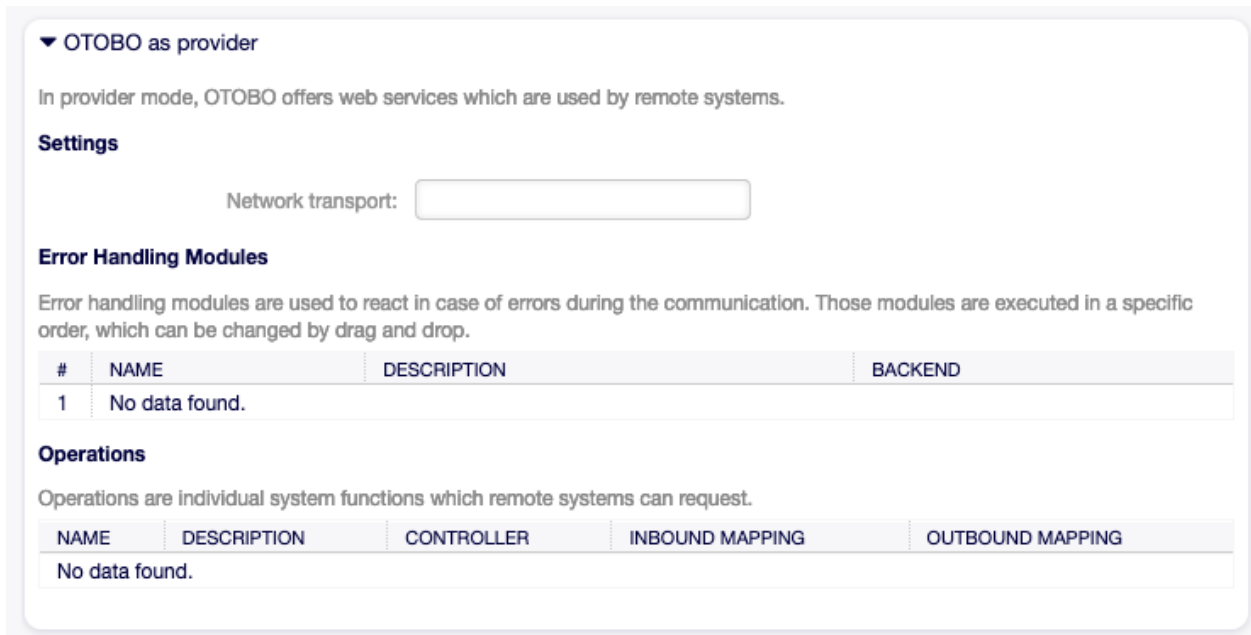 OTOBO as provider
In provider mode, OTOBO offers web services which are used by remote systems.
Settings
Network transport:
Error Handling Modules
Error handling modules are used to react in case of errors during the communication. Those modules are executed in a specific
order, which can be changed by drag and drop.
# NAME DESCRIPTION BACKEND
1 No data found.
Operations
Operations are individual system functions which remote systems can request.
NAME DESCRIPTION CONTROLLER INBOUND MAPPING OUTBOUND MAPPING
No data found.